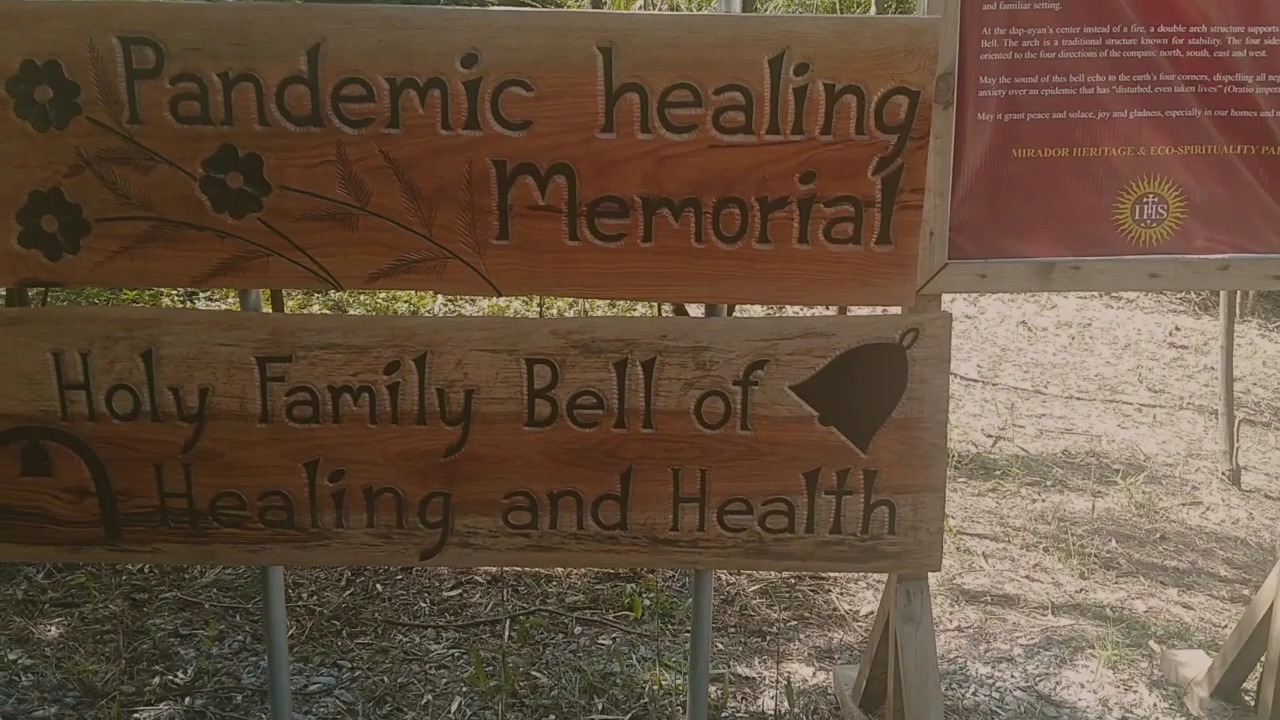 Pandemic healing
Memorial
Holy Family Bell of
Healing and Health
and familiar setting.
At the dap-ayan's center instead of a fire, a double arch structure supports
Bell. The arch is a traditional structure known for stability. The four side
oriented to the four directions of the compass: north, south, east and west.
May the sound of this bell echo to the earth's four corners, dispelling all neg
anxiety over an epidemic that has "disturbed, even taken lives" (Oratio impera
May it grant peace and solace, joy and gladness, especially in our homes and
MIRADOR HERITAGE & ECO-SPIRITUALITY PA
IHS